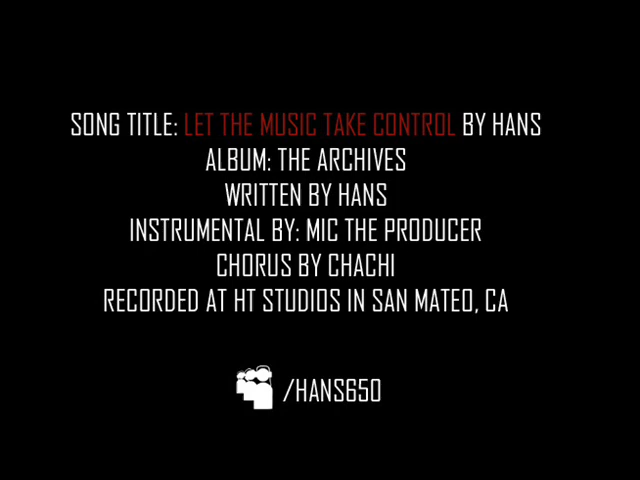 SONG TITLE: LET THE MUSIC TAKE CONTROL BY HANS
ALBUM: THE ARCHIVES
WRITTEN BY HANS
INSTRUMENTAL BY: MIC THE PRODUCER
CHORUS BY CHACHI
RECORDED AT HT STUDIOS IN SAN MATEO, CA
/HANS650